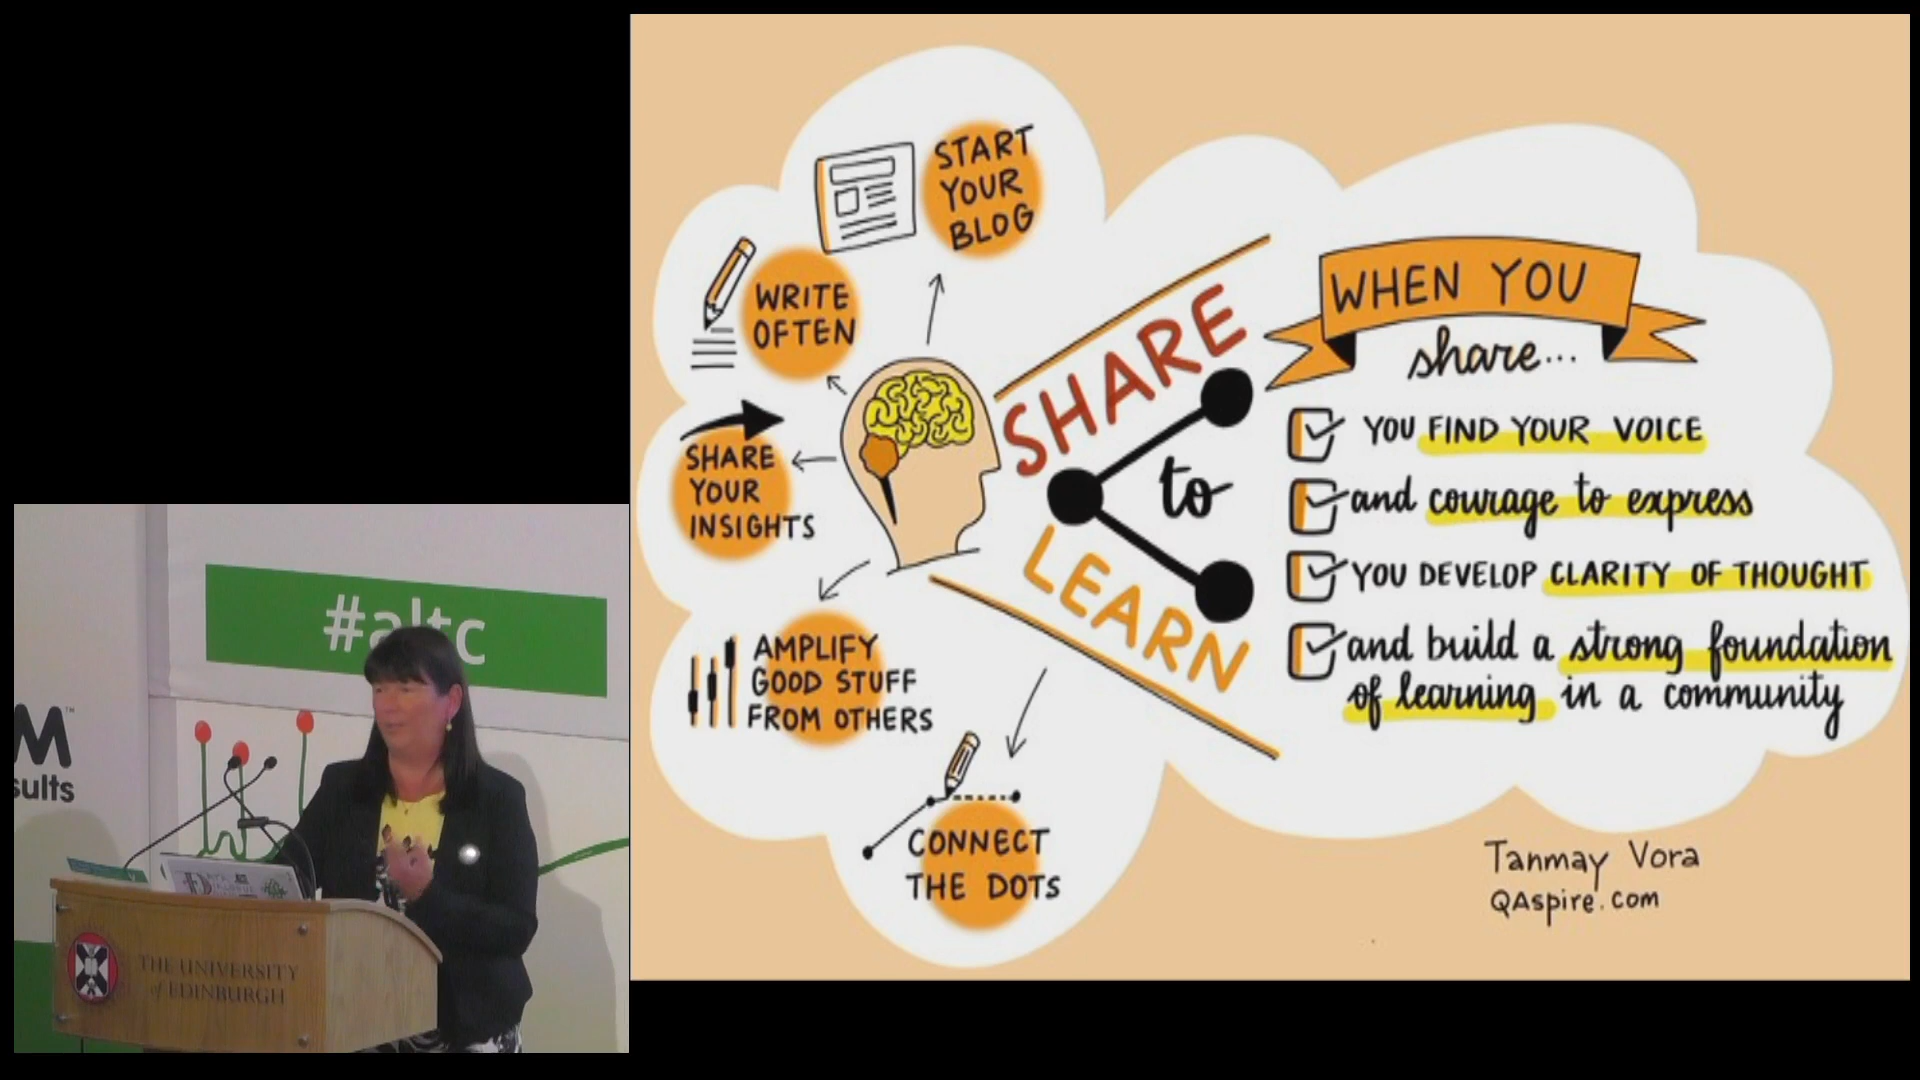 START
YOUR
BLOG
WRITE
OFTEN
SHARE
YOUR
INSIGHTS
AMPLIFY
GOOD STUFF
FROM OTHERS
CONNECT
THE DOTS
SHARE
to
LEARN
WHEN YOU
share...
YOU FIND YOUR VOICE
and courage to express
YOU DEVELOP CLARITY OF THOUGHT
and build a strong foundation
of learning in a community
Tanmay Vora
QAspire.com
#altc
M™
sults
THE UNIVERSITY
of EDINBURGH